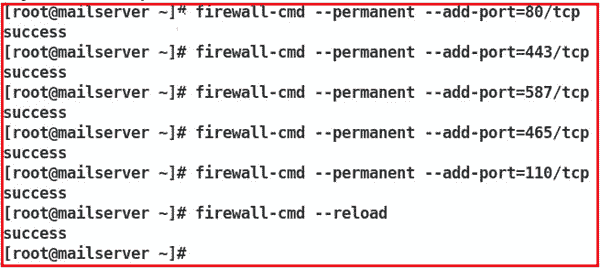 [root@mailserver ~]# firewall-cmd --permanent --add-port=80/tcp
success
[root@mailserver ~]# firewall-cmd --permanent --add-port=443/tcp
success
[root@mailserver ~]# firewall-cmd --permanent --add-port=587/tcp
success
[root@mailserver ~]# firewall-cmd --permanent --add-port=465/tcp
success
[root@mailserver ~]# firewall-cmd --permanent --add-port=110/tcp
success
[root@mailserver ~]# firewall-cmd --reload
success
[root@mailserver ~]#